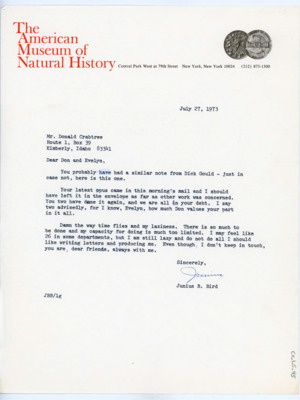 The
American
Museum of
Natural History Central Park West at 79th Street New York, New York 10024 (212) 873-1300
July 27, 1973
Mr. Donald Crabtree
Route 1, Box 39
Kimberly, Idaho 83341
Dear Don and Evelyn,
You probably have had a similar note from Dick Gould - just in
case not, here is this one.
Your latest opus came in this morning's mail and I should
have left it in the envelope as far as other work was concerned.
You two have done it again, and we are all in your debt. I say
two advisedly, for I know, Evelyn, how much Don values your part
in it all.
Damn the way time flies and my laziness. There is so much to
be done and my capacity for doing is much too limited. I may feel like
26 in some departments, but I am still lazy and do not do all I should
like writing letters and producing me. Even though I don't keep in touch,
you are, dear friends, always with me.
Sincerely,
Junius
Junius B. Bird
JBB/lg